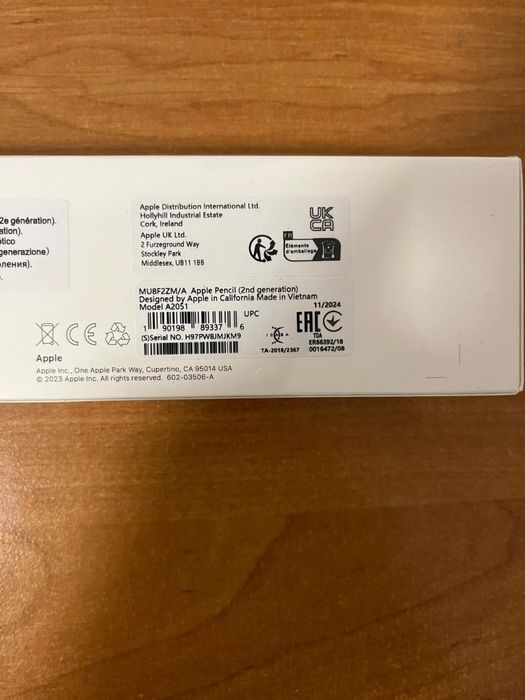 2e génération).
ation).
ético
generazione)
оления).
Apple Distribution International Ltd.
Hollyhill Industrial Estate
Cork, Ireland
Apple UK Ltd.
2 Furzeground Way
Stockley Park
Middlesex, UB11 1BB
UK
CA
FR
Éléments
d'emballage
MU8F2ZM/A Apple Pencil (2nd generation)
Designed by Apple in California Made in Vietnam
Model A2051
11/2024
1 90198 89337 6
UPC
(S)Serial NO. H97PW8JMJKM9
TA-2018/2367
EAC
TDA
ER66392/18
0016472/08
CE
Apple
Apple Inc., One Apple Park Way, Cupertino, CA 95014 USA
© 2023 Apple Inc. All rights reserved. 602-03506-A